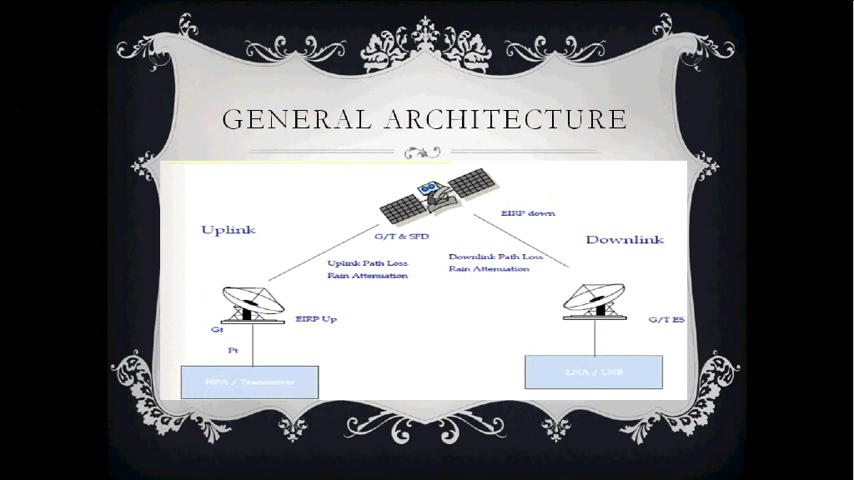 GENERAL ARCHITECTURE
Uplink
EIRP down
G/T & SFD
Downlink
Uplink Path Loss
Rain Attenuation
Downlink Path Loss
Rain Attenuation
EIRP Up
G/T ES
Gt
Pt
HPA / Transceiver
LNA / LNB